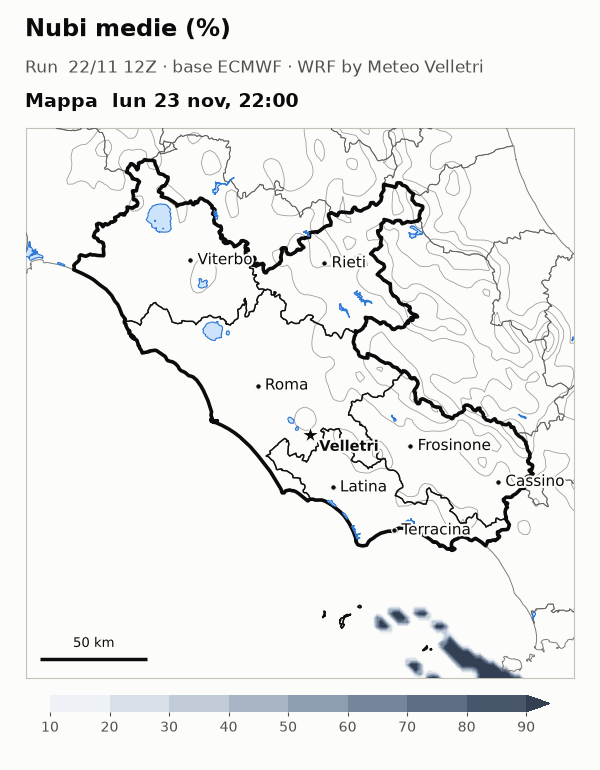 Nubi medie (%)
Run  22/11 12Z · base ECMWF · WRF by Meteo Velletri
Mappa  lun 23 nov, 22:00
Viterbo
Rieti
Roma
Velletri
Frosinone
Cassino
Latina
Terracina
50 km
10 20 30 40 50 60 70 80 90